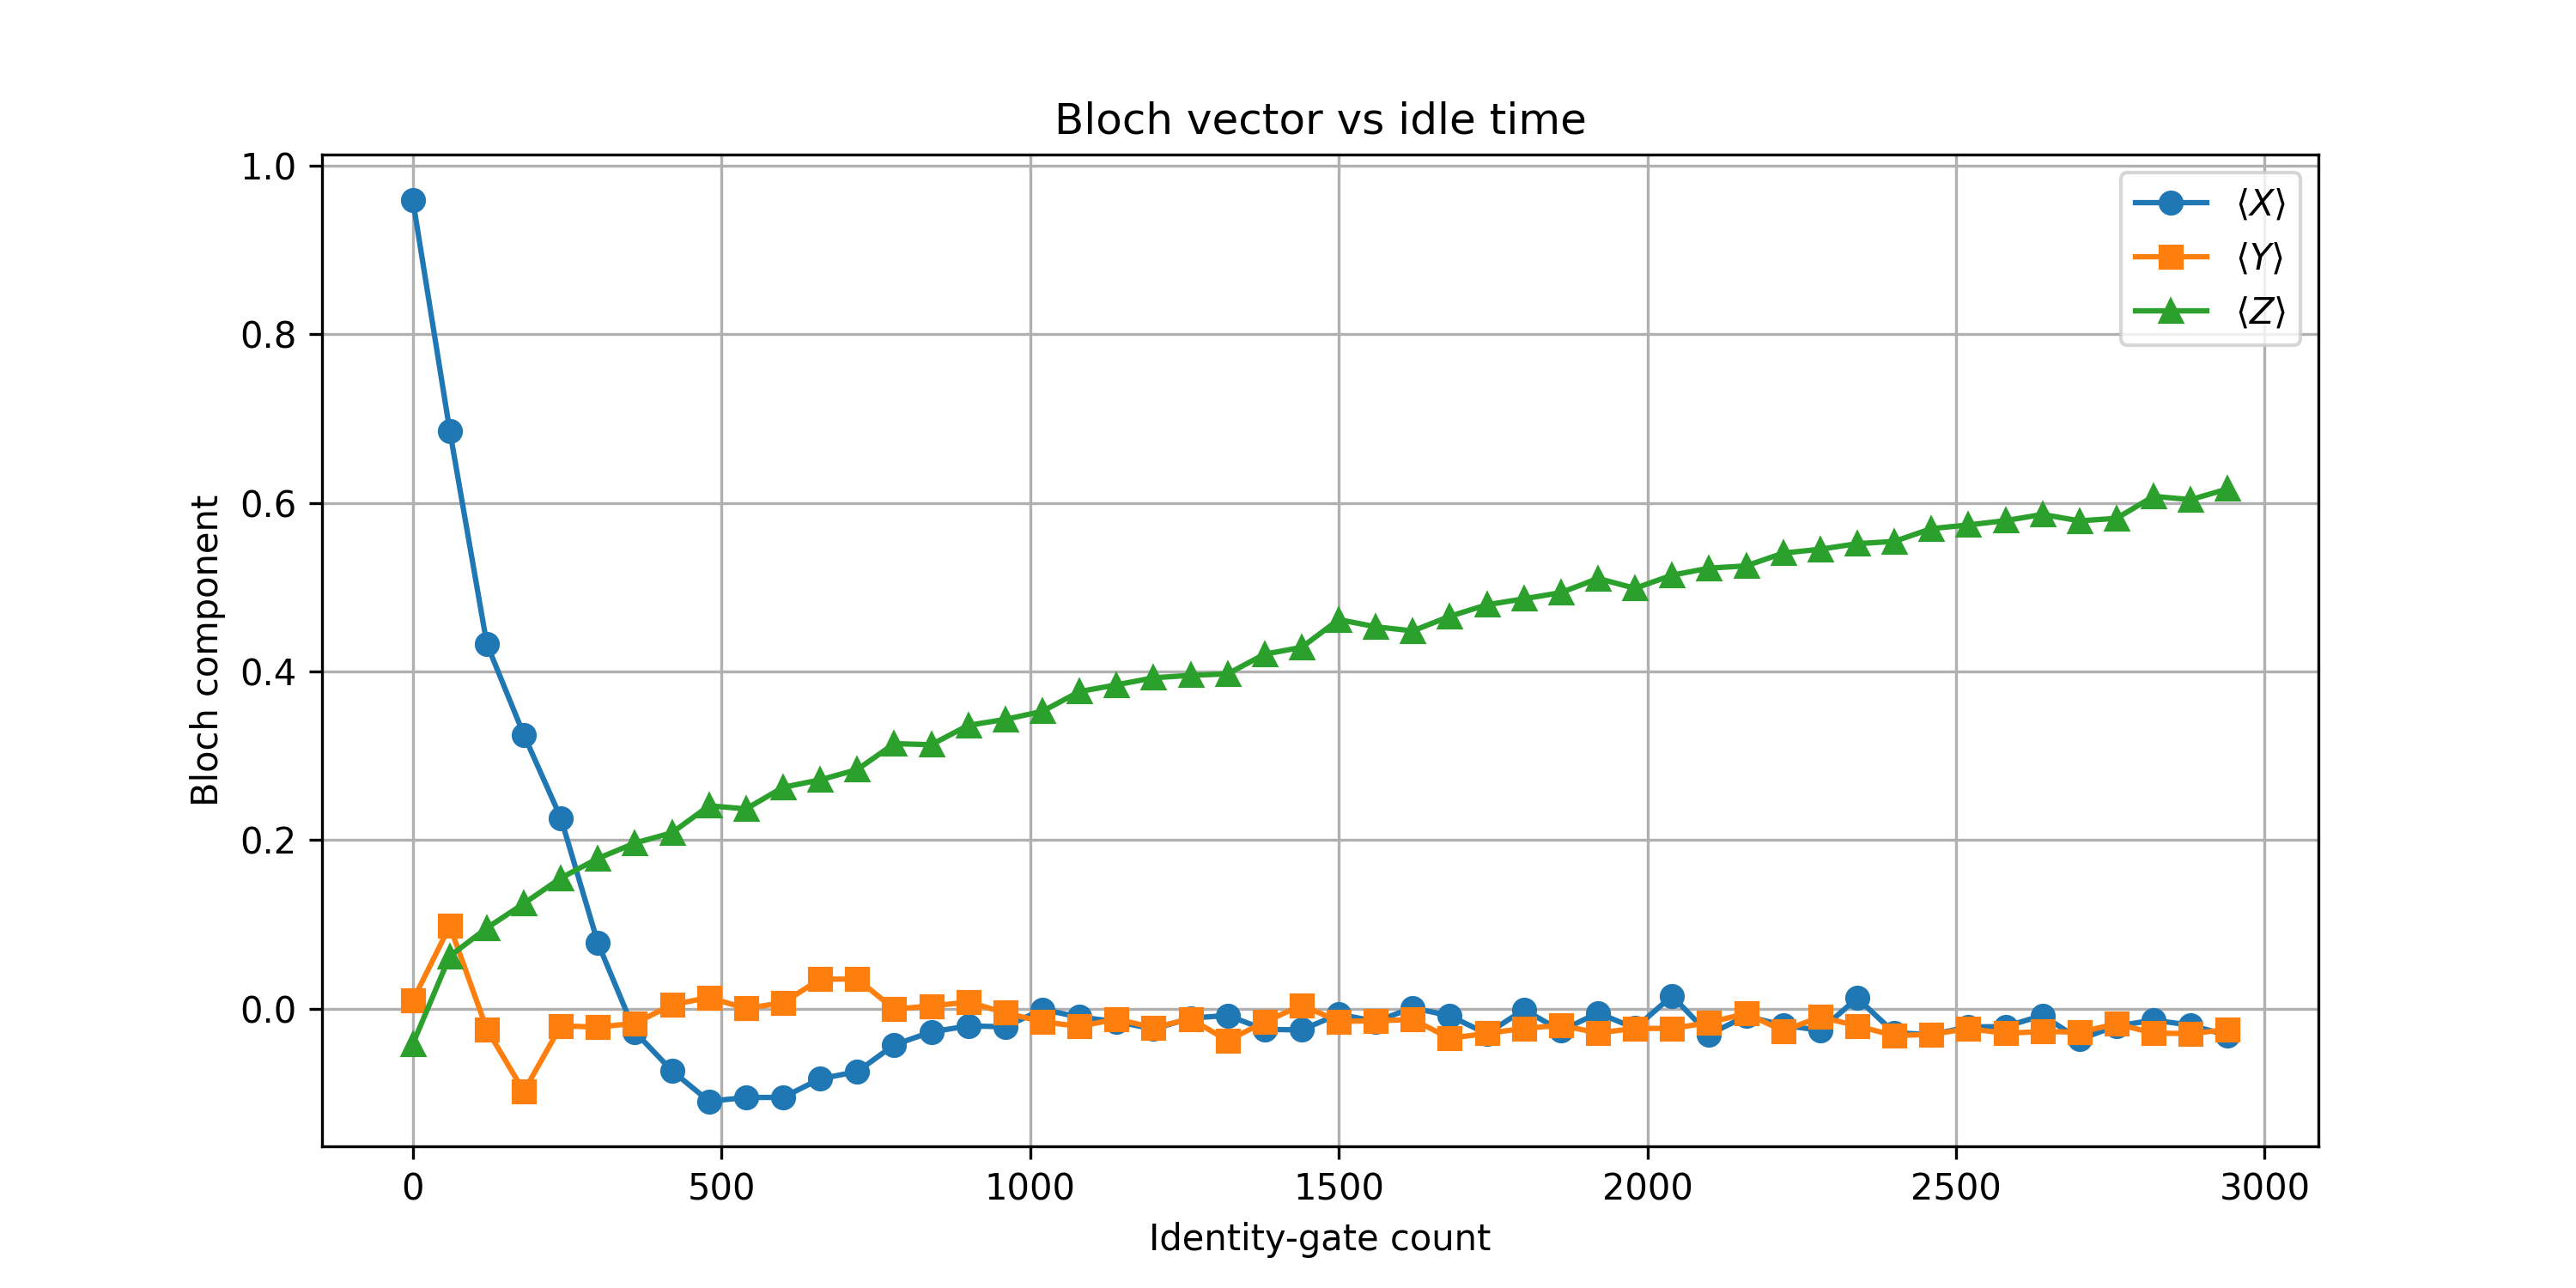 Bloch vector vs idle time
1.0
0.8
0.6
0.4
0.2
0.0
Bloch component
0
500
1000
1500
2000
2500
3000
Identity-gate count
⟨X⟩
⟨Y⟩
⟨Z⟩